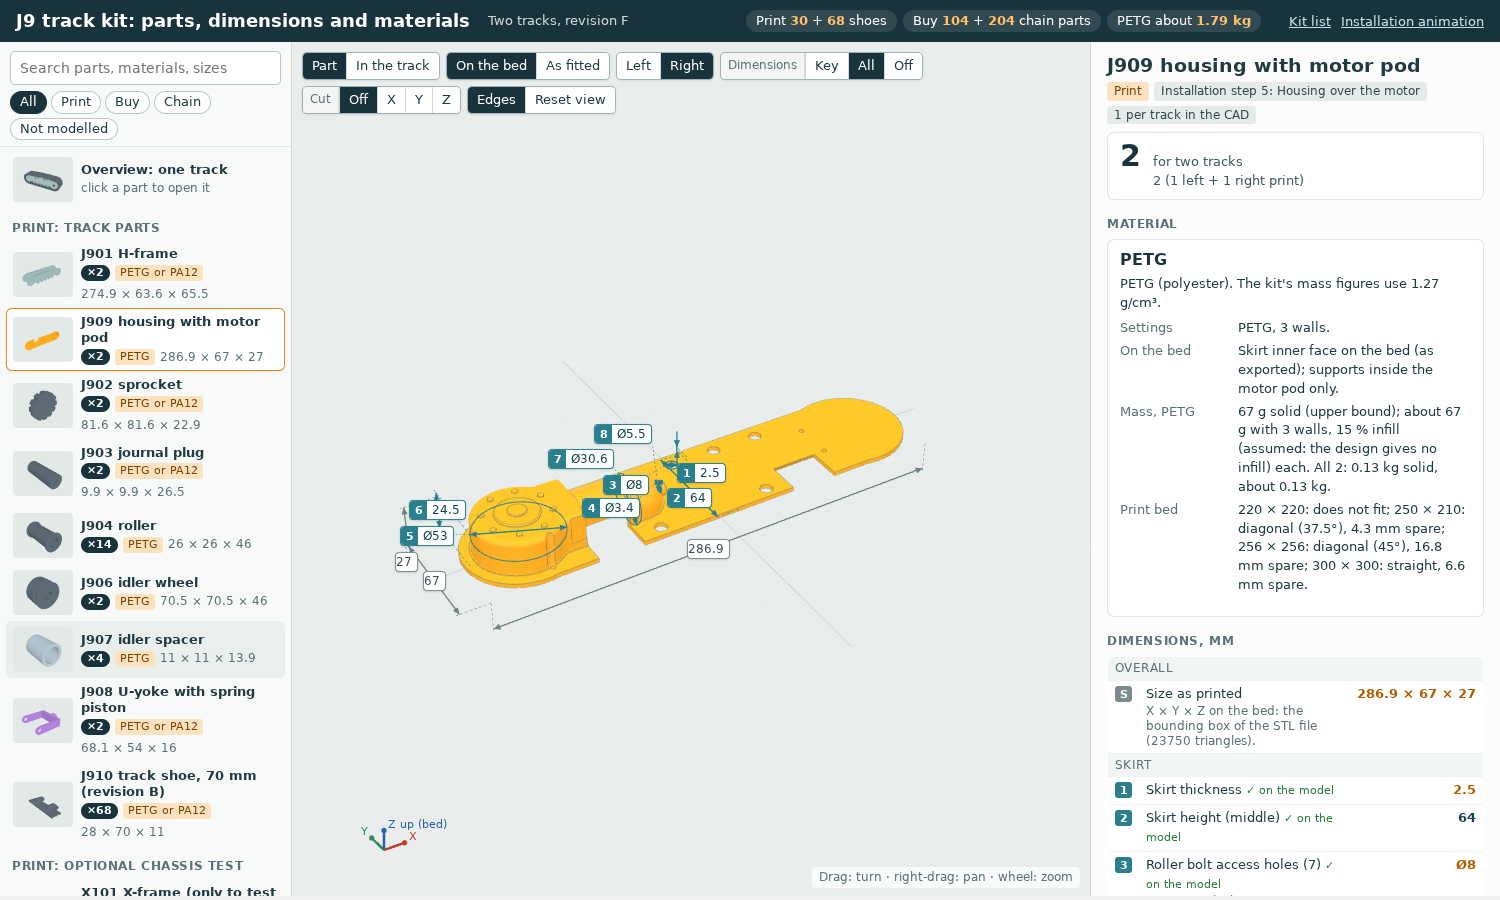 J9 track kit: parts, dimensions and materials
Two tracks, revision F
Print 30 + 68 shoes
Buy 104 + 204 chain parts
PETG about 1.79 kg
Kit list
Installation animation
Search parts, materials, sizes
All
Print
Buy
Chain
Not modelled
Overview: one track
click a part to open it
PRINT: TRACK PARTS
J901 H-frame
×2 PETG or PA12
274.9 × 63.6 × 65.5
J909 housing with motor
pod
×2 PETG 286.9 × 67 × 27
J902 sprocket
×2 PETG or PA12
81.6 × 81.6 × 22.9
J903 journal plug
×2 PETG or PA12
9.9 × 9.9 × 26.5
J904 roller
×14 PETG 26 × 26 × 46
J906 idler wheel
×2 PETG 70.5 × 70.5 × 46
J907 idler spacer
×4 PETG 11 × 11 × 13.9
J908 U-yoke with spring
piston
×2 PETG or PA12
68.1 × 54 × 16
J910 track shoe, 70 mm
(revision B)
×68 PETG or PA12
28 × 70 × 11
PRINT: OPTIONAL CHASSIS TEST
X101 X-frame (only to test
Part
In the track
On the bed
As fitted
Left
Right
Dimensions
Key
All
Off
Cut
Off
X
Y
Z
Edges
Reset view
8 Ø5.5
7 Ø30.6
1 2.5
3 Ø8
2 64
4 Ø3.4
6 24.5
5 Ø53
286.9
27
67
Z up (bed)
Y
X
Drag: turn · right-drag: pan · wheel: zoom
J909 housing with motor pod
Print
Installation step 5: Housing over the motor
1 per track in the CAD
2 for two tracks
2 (1 left + 1 right print)
MATERIAL
PETG
PETG (polyester). The kit's mass figures use 1.27
g/cm³.
Settings PETG, 3 walls.
On the bed Skirt inner face on the bed (as
exported); supports inside the
motor pod only.
Mass, PETG 67 g solid (upper bound); about 67
g with 3 walls, 15 % infill
(assumed: the design gives no
infill) each. All 2: 0.13 kg solid,
about 0.13 kg.
Print bed 220 × 220: does not fit; 250 × 210:
diagonal (37.5°), 4.3 mm spare;
256 × 256: diagonal (45°), 16.8
mm spare; 300 × 300: straight, 6.6
mm spare.
DIMENSIONS, MM
OVERALL
S Size as printed 286.9 × 67 × 27
X × Y × Z on the bed: the
bounding box of the STL file
(23750 triangles).
SKIRT
1 Skirt thickness ✓ on the model 2.5
2 Skirt height (middle) ✓ on the 64
model
3 Roller bolt access holes (7) ✓ Ø8
on the model